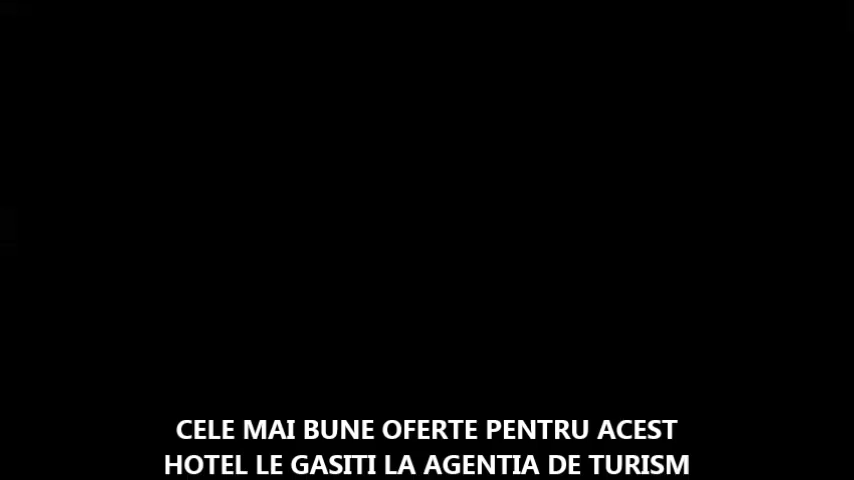 CELE MAI BUNE OFERTE PENTRU ACEST
HOTEL LE GASITI LA AGENTIA DE TURISM